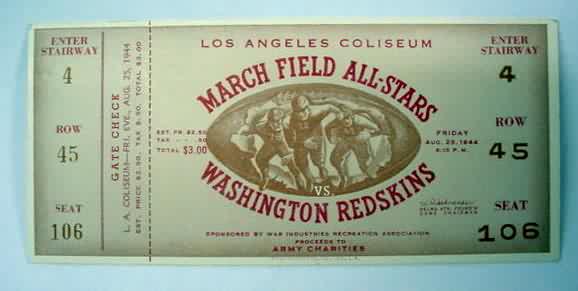 ENTER
STAIRWAY
4
ROW
45
SEAT
106
GATE CHECK
L. A. COLISEUM—FRI. EVE., AUG. 25, 1944
EST. PRICE, $2.50, TAX $.50, TOTAL $3.00
LOS ANGELES COLISEUM
MARCH FIELD ALL-STARS
VS.
WASHINGTON REDSKINS
EST. PR. $2.50
TAX .50
TOTAL $3.00
FRIDAY
AUG. 25, 1944
P.M.
GAME CHAIRMAN
SPONSORED BY WAR INDUSTRIES RECREATION ASSOCIATION
PROCEEDS TO
ARMY CHARITIES
ENTER
STAIRWAY
4
ROW
45
SEAT
106